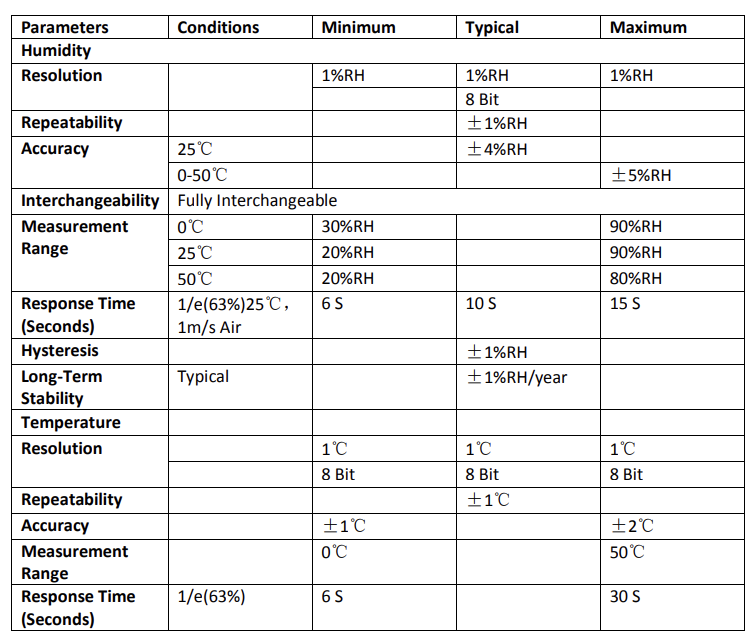 Parameters Conditions Minimum Typical Maximum
Humidity
Resolution 1%RH 1%RH 1%RH
8 Bit
Repeatability ±1%RH
Accuracy 25℃ ±4%RH
0-50℃ ±5%RH
Interchangeability Fully Interchangeable
Measurement Range 0℃ 30%RH 90%RH
25℃ 20%RH 90%RH
50℃ 20%RH 80%RH
Response Time (Seconds) 1/e(63%)25℃， 1m/s Air 6 S 10 S 15 S
Hysteresis ±1%RH
Long-Term Stability Typical ±1%RH/year
Temperature
Resolution 1℃ 1℃ 1℃
8 Bit 8 Bit 8 Bit
Repeatability ±1℃
Accuracy ±1℃ ±2℃
Measurement Range 0℃ 50℃
Response Time (Seconds) 1/e(63%) 6 S 30 S